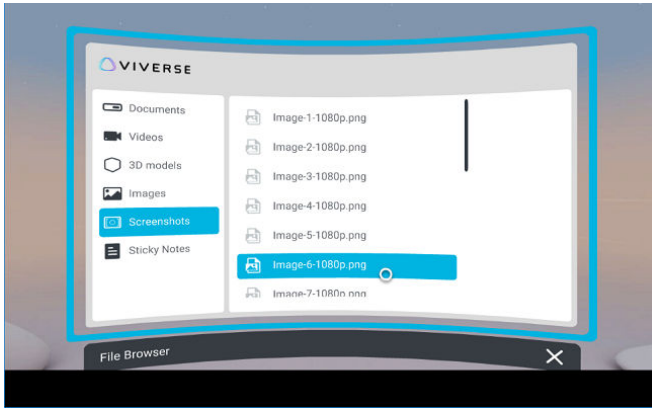 VIVERSE
Documents
Videos
3D models
Images
Screenshots
Sticky Notes
Image-1-1080p.png
Image-2-1080p.png
Image-3-1080p.png
Image-4-1080p.png
Image-5-1080p.png
Image-6-1080p.png
Image-7-1080p.png
File Browser